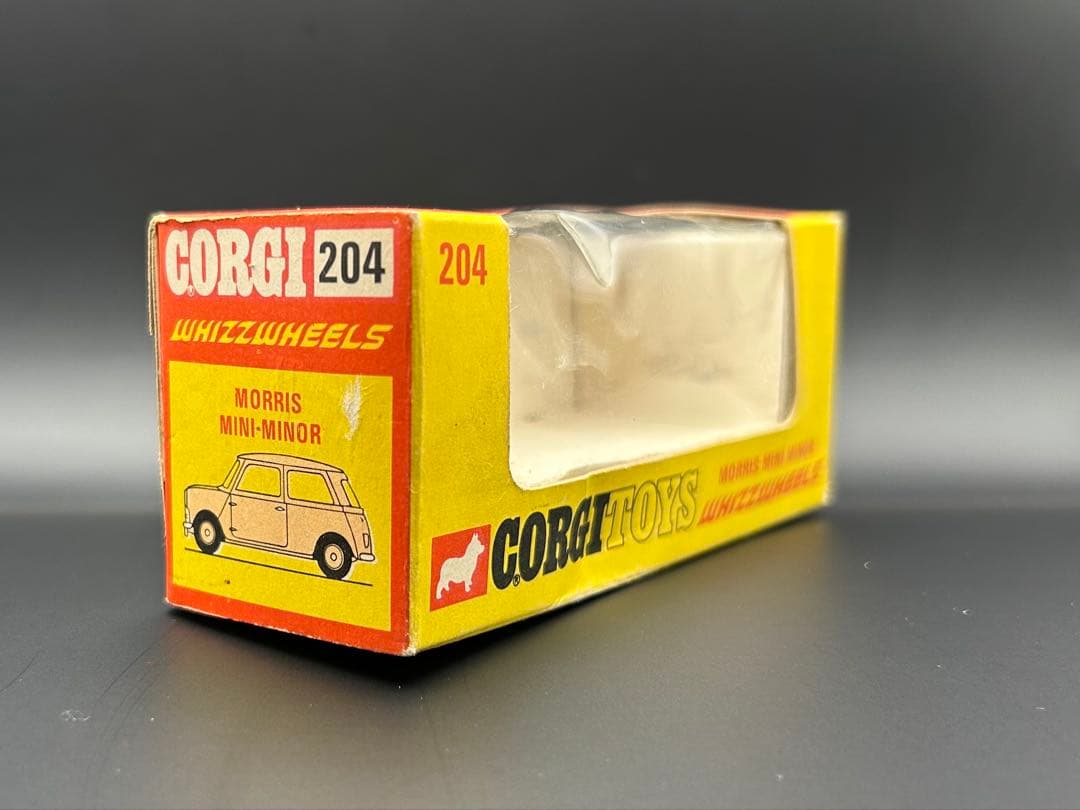 CORGI 204
WHIZZWHEELS
MORRIS
MINI-MINOR
204
CORGI TOYS
MORRIS MINI-MINOR
WHIZZWHEELS